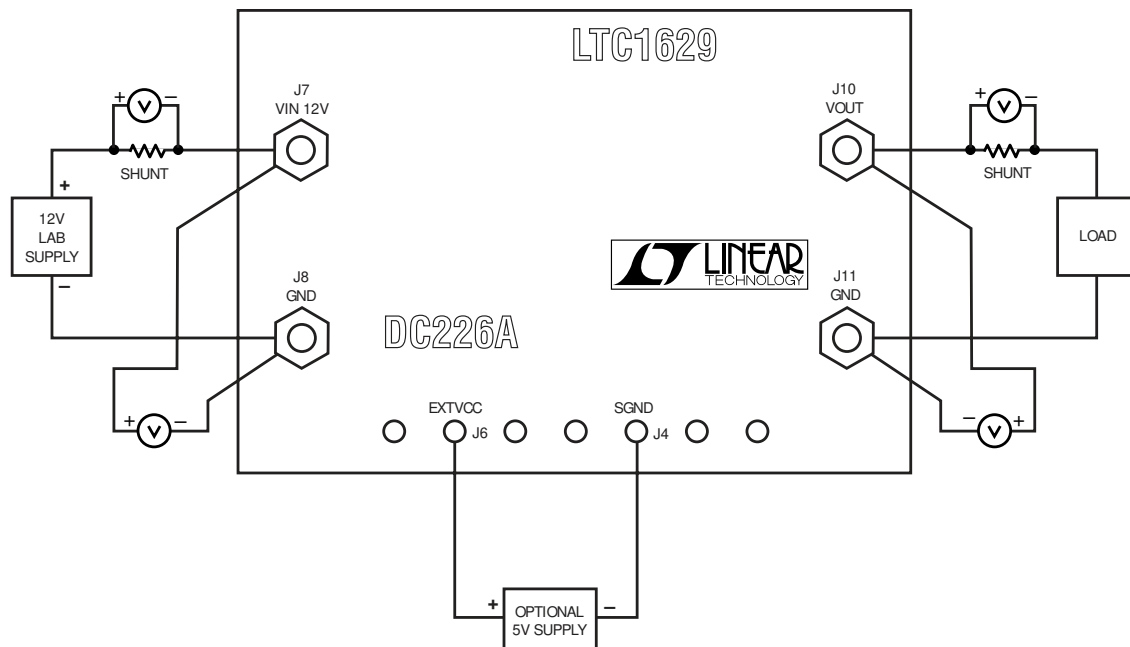 LTC1629
J7
VIN 12V
J10
VOUT
+
V
–
SHUNT
+
V
–
SHUNT
+
12V
LAB
SUPPLY
–
LINEAR
TECHNOLOGY
LOAD
J8
GND
J11
GND
DC226A
+
V
–
EXTVCC
J6
SGND
J4
–
V
+
+
OPTIONAL
5V SUPPLY
–